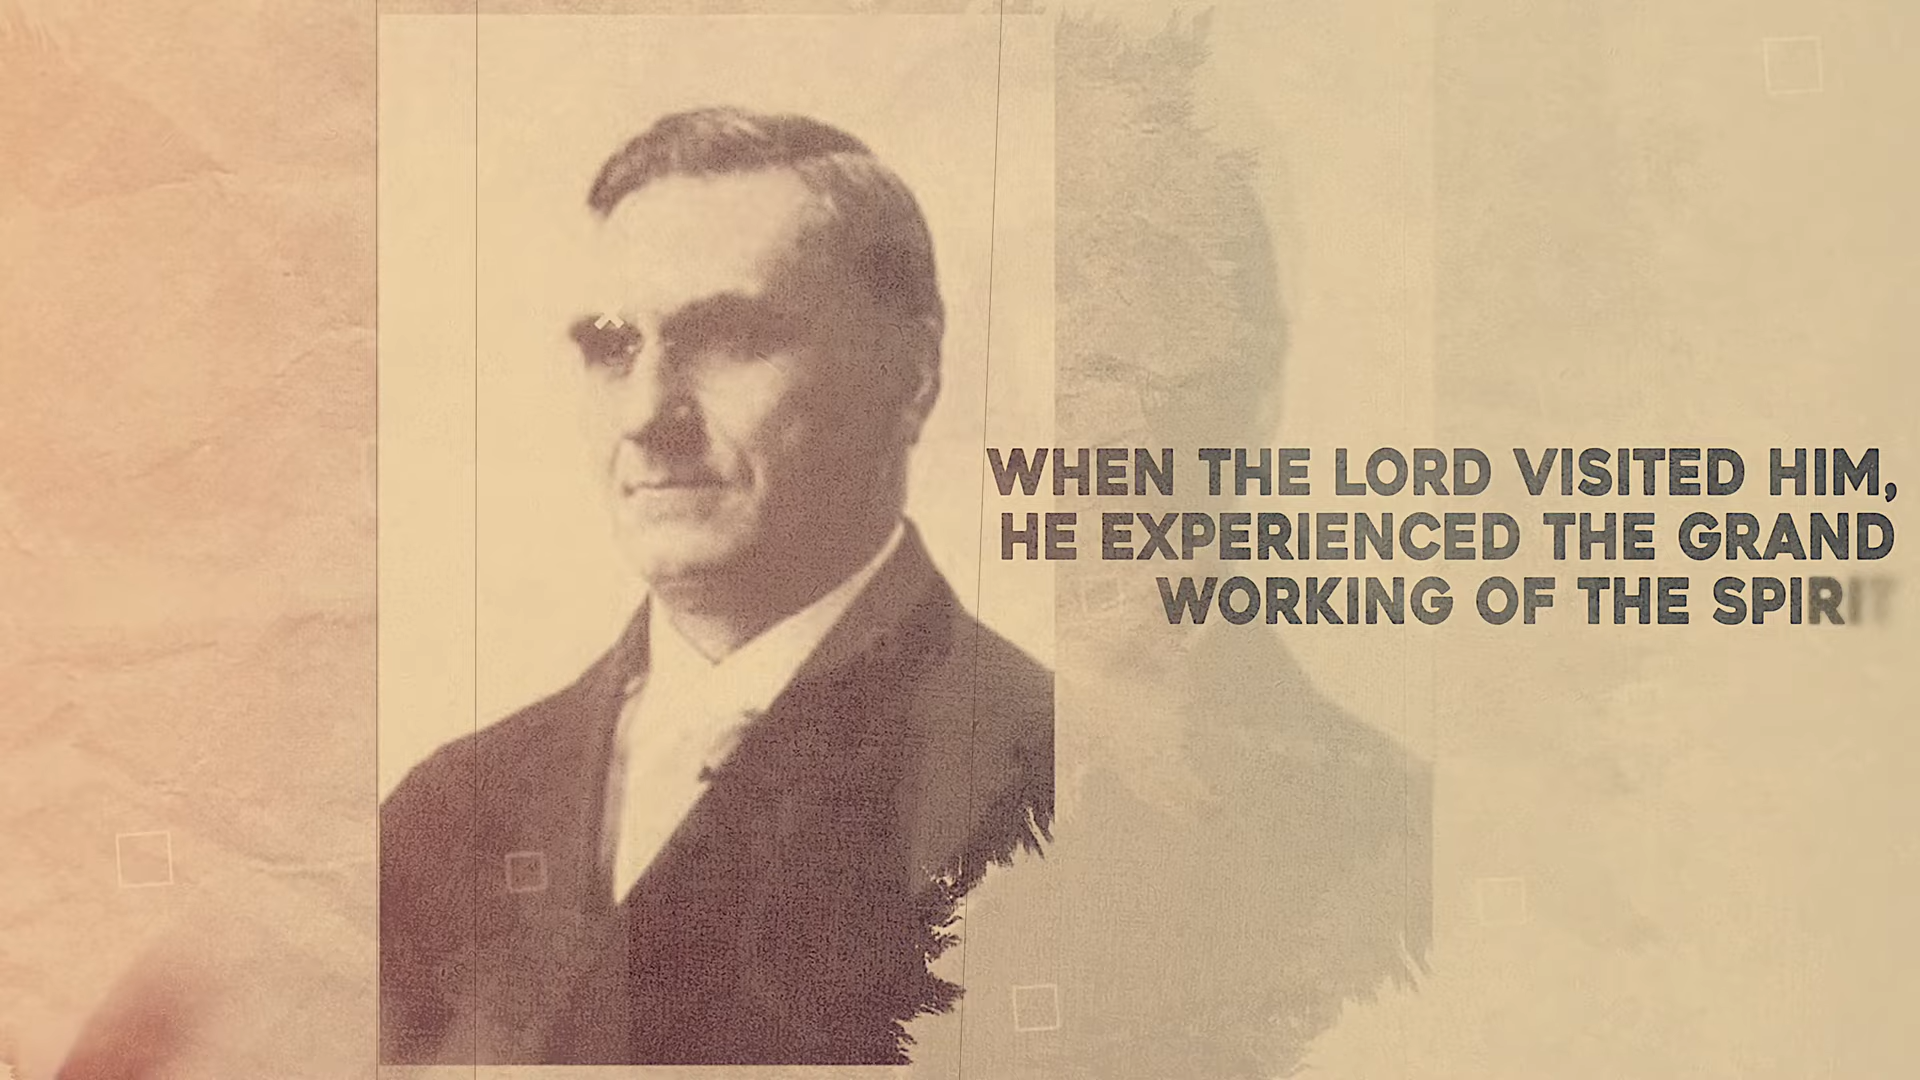 WHEN THE LORD VISITED HIM,
HE EXPERIENCED THE GRAND
WORKING OF THE SPIRIT